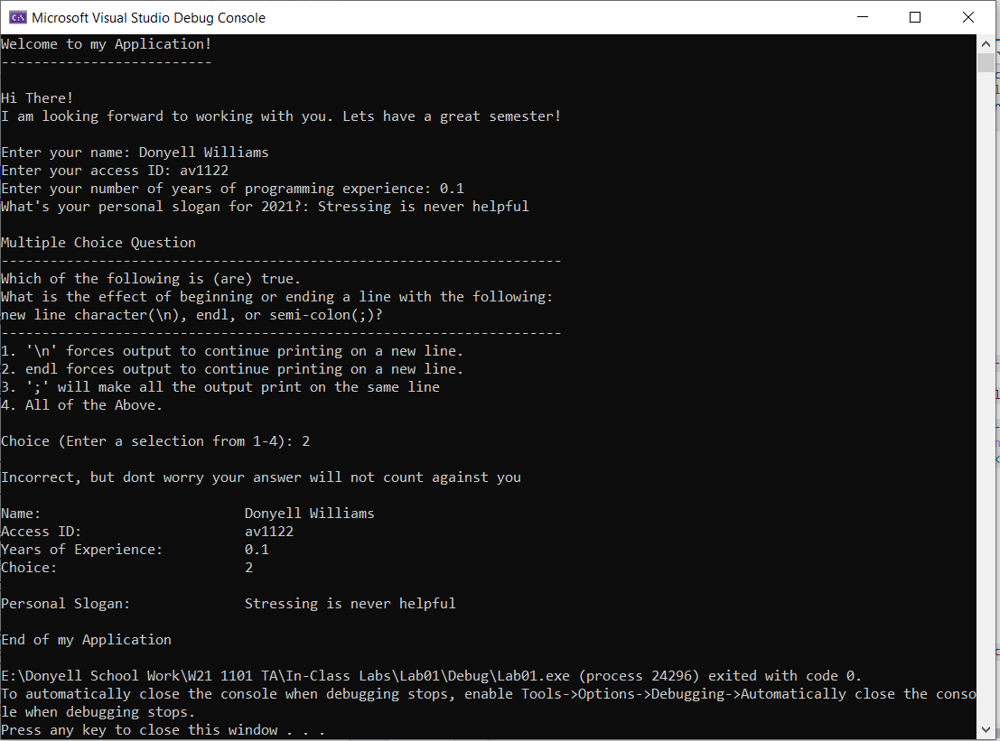 Microsoft Visual Studio Debug Console
Welcome to my Application!
--------------------------
Hi There!
I am looking forward to working with you. Lets have a great semester!
Enter your name: Donyell Williams
Enter your access ID: av1122
Enter your number of years of programming experience: 0.1
What's your personal slogan for 2021?: Stressing is never helpful
Multiple Choice Question
---------------------------------------------------------------------
Which of the following is (are) true.
What is the effect of beginning or ending a line with the following:
new line character(\n), endl, or semi-colon(;)?
---------------------------------------------------------------------
1. '\n' forces output to continue printing on a new line.
2. endl forces output to continue printing on a new line.
3. ';' will make all the output print on the same line
4. All of the Above.
Choice (Enter a selection from 1-4): 2
Incorrect, but dont worry your answer will not count against you
Name: Donyell Williams
Access ID: av1122
Years of Experience: 0.1
Choice: 2
Personal Slogan: Stressing is never helpful
End of my Application
E:\Donyell School Work\W21 1101 TA\In-Class Labs\Lab01\Debug\Lab01.exe (process 24296) exited with code 0.
To automatically close the console when debugging stops, enable Tools->Options->Debugging->Automatically close the conso
le when debugging stops.
Press any key to close this window . . .